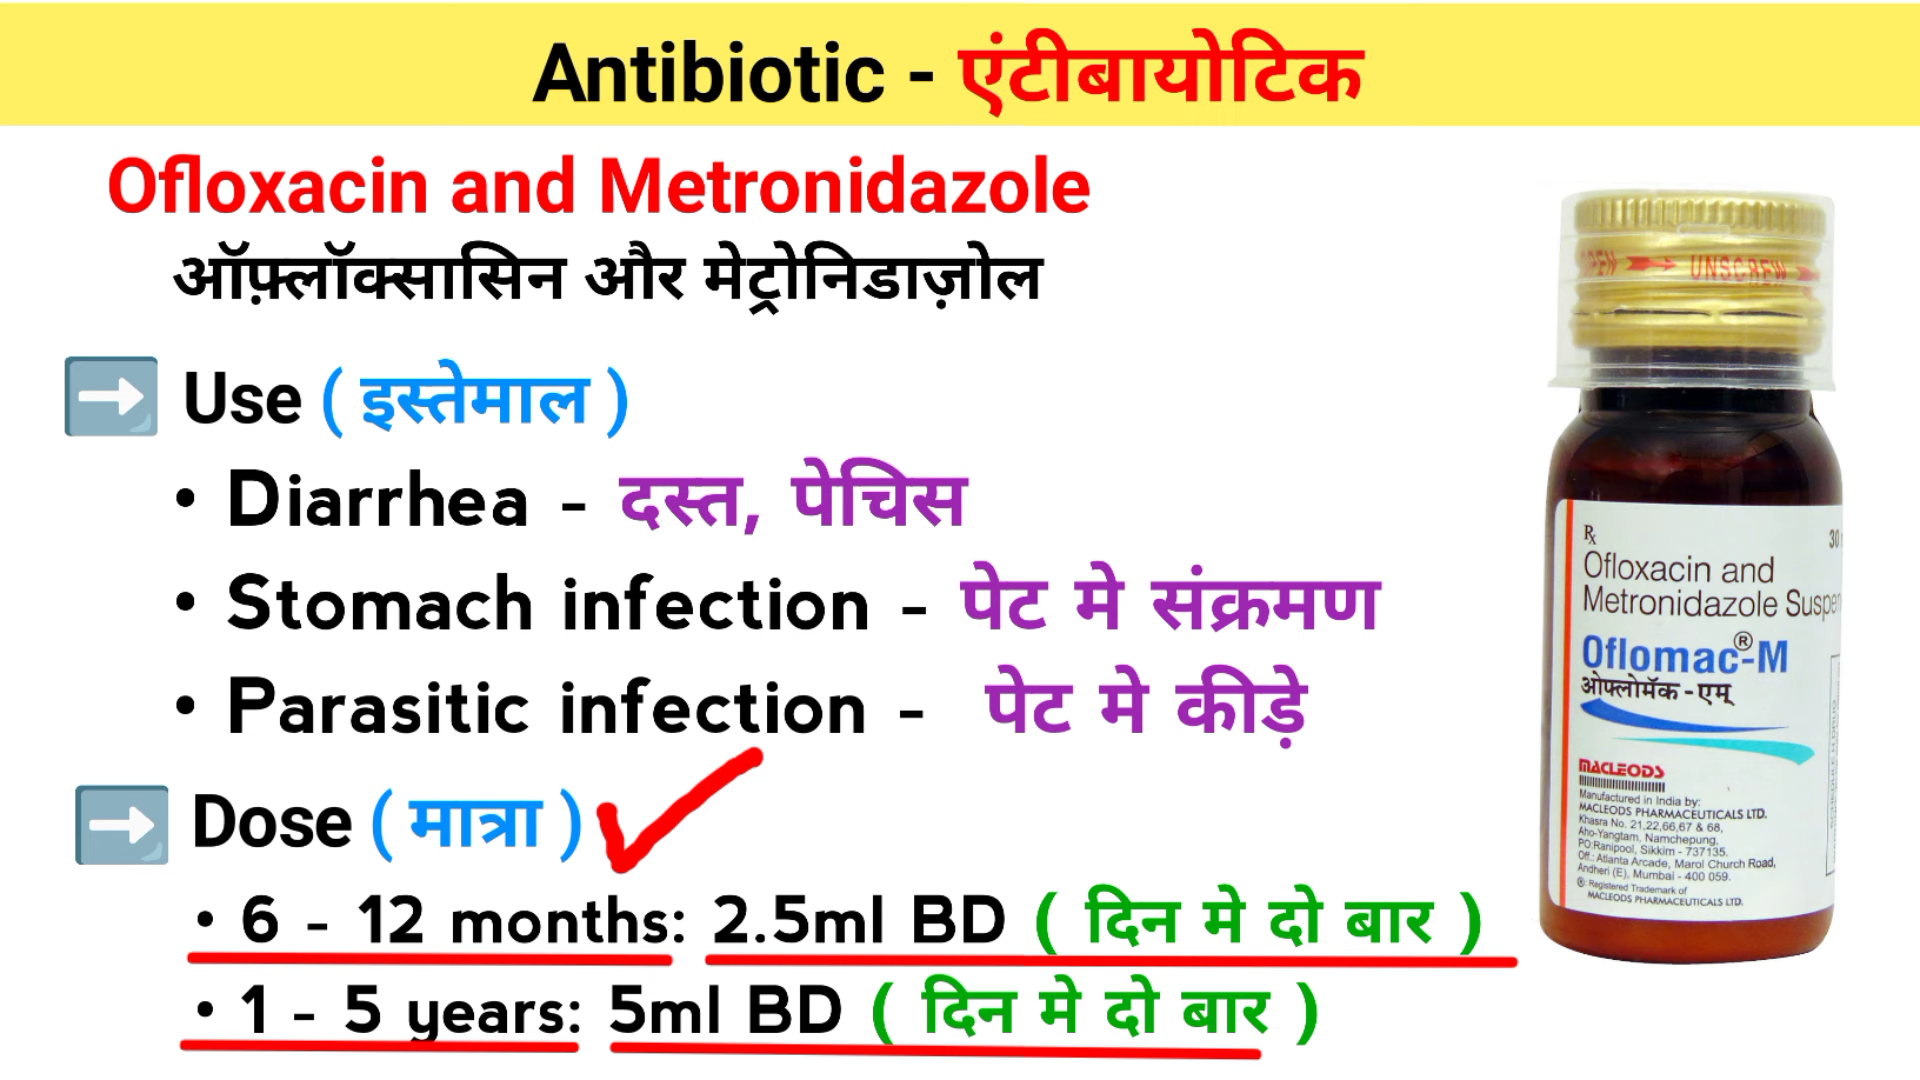 Antibiotic - एंटीबायोटिक
Ofloxacin and Metronidazole
ऑफ़्लॉक्सासिन और मेट्रोनिडाज़ोल
Use ( इस्तेमाल )
• Diarrhea - दस्त, पेचिस
• Stomach infection - पेट मे संक्रमण
• Parasitic infection - पेट मे कीड़े
Dose ( मात्रा )
• 6 - 12 months: 2.5ml BD ( दिन मे दो बार )
• 1 - 5 years: 5ml BD ( दिन मे दो बार )
UNSCREW
Rx
30
Ofloxacin and
Metronidazole Suspen
Oflomac®-M
ओफ्लोमॅक-एम्
MACLEODS
Manufactured in India by:
MACLEODS PHARMACEUTICALS LTD.
Khasra No. 21,22,66,67 & 68,
Aho-Yangtam, Namchepung,
PO:Ranipool, Sikkim - 737135.
Off.: Atlanta Arcade, Marol Church Road,
Andheri (E), Mumbai - 400 059.
®: Registered Trademark of
MACLEODS PHARMACEUTICALS LTD.